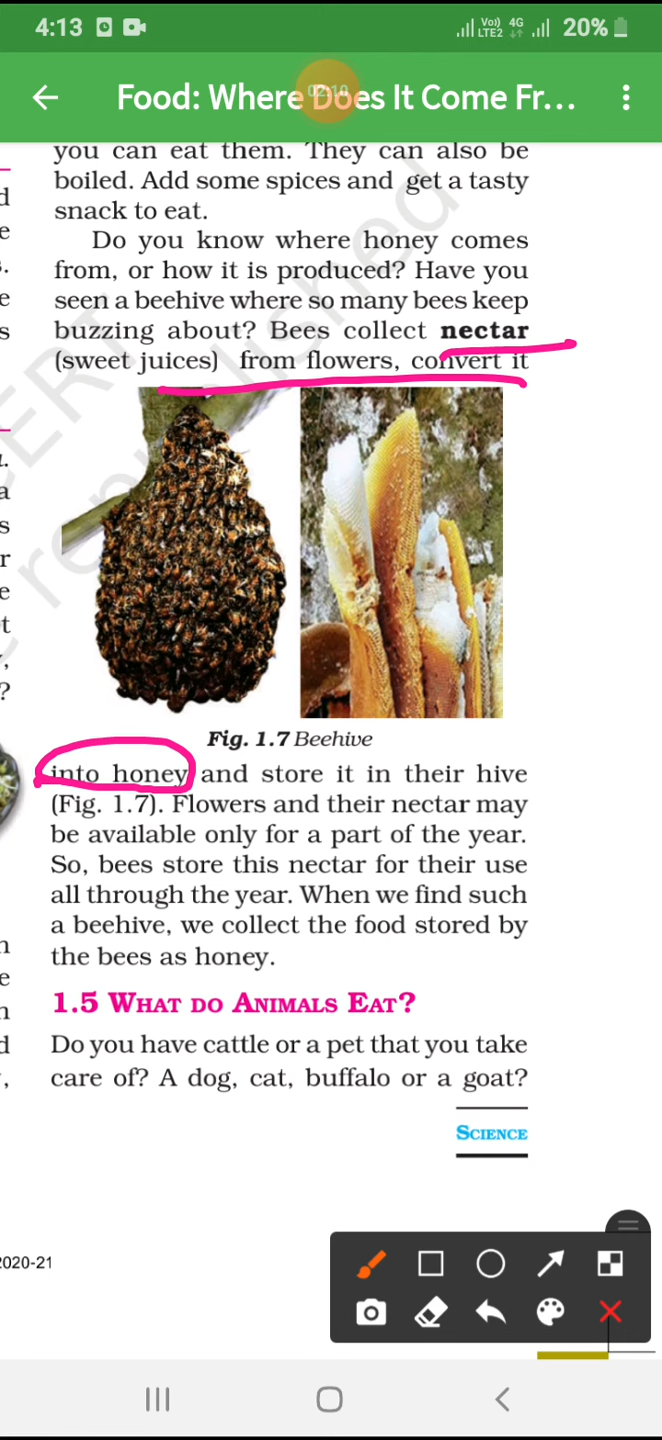 4:13
Vo)) 4G
LTE2
20%
Food: Where Does It Come Fr...
02:10
you can eat them. They can also be
boiled. Add some spices and get a tasty
snack to eat.
Do you know where honey comes
from, or how it is produced? Have you
seen a beehive where so many bees keep
buzzing about? Bees collect nectar
(sweet juices) from flowers, convert it
Fig. 1.7 Beehive
into honey and store it in their hive
(Fig. 1.7). Flowers and their nectar may
be available only for a part of the year.
So, bees store this nectar for their use
all through the year. When we find such
a beehive, we collect the food stored by
the bees as honey.
1.5 WHAT DO ANIMALS EAT?
Do you have cattle or a pet that you take
care of? A dog, cat, buffalo or a goat?
SCIENCE
2020-21